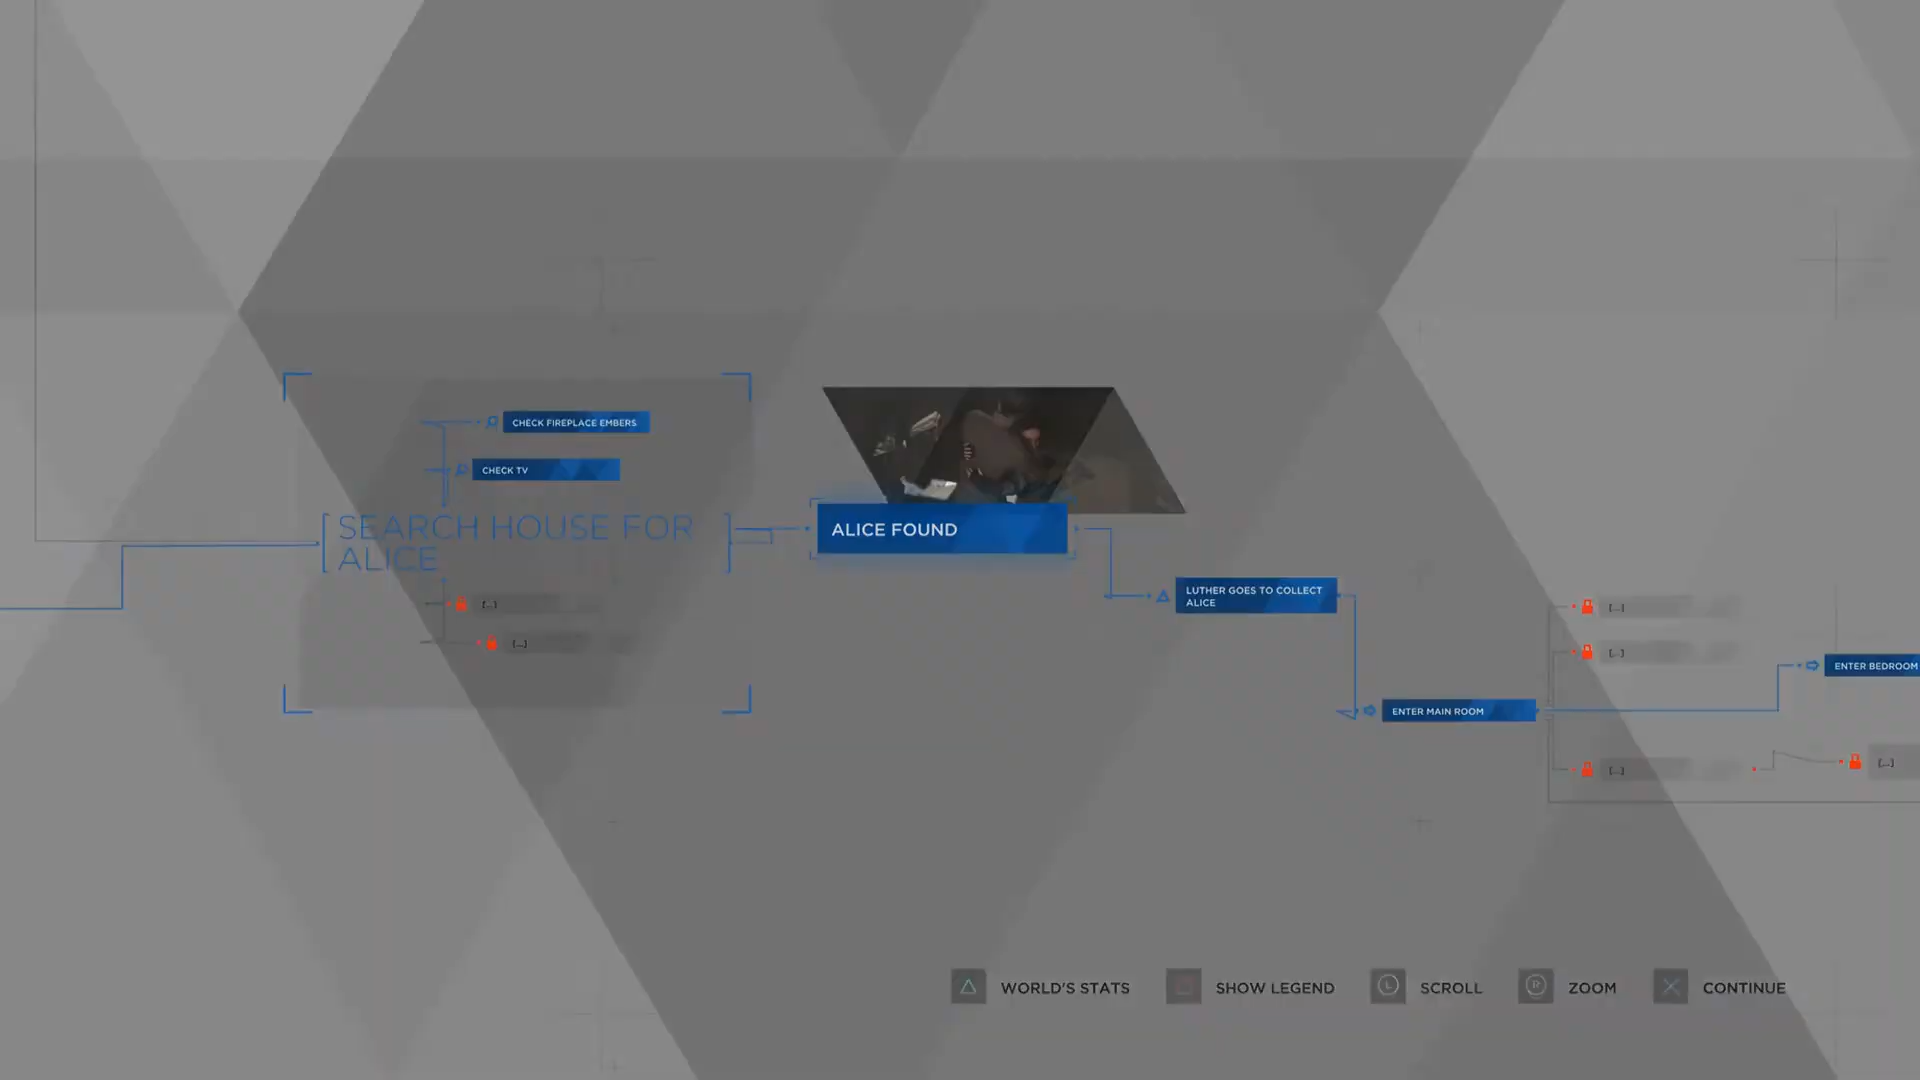 CHECK FIREPLACE EMBERS
CHECK TV
[SEARCH HOUSE FOR
ALICE]
[...]
[...]
ALICE FOUND
LUTHER GOES TO COLLECT
ALICE
ENTER MAIN ROOM
[...]
[...]
[...]
ENTER BEDROOM
[...]
WORLD'S STATS
SHOW LEGEND
L
SCROLL
R
ZOOM
CONTINUE